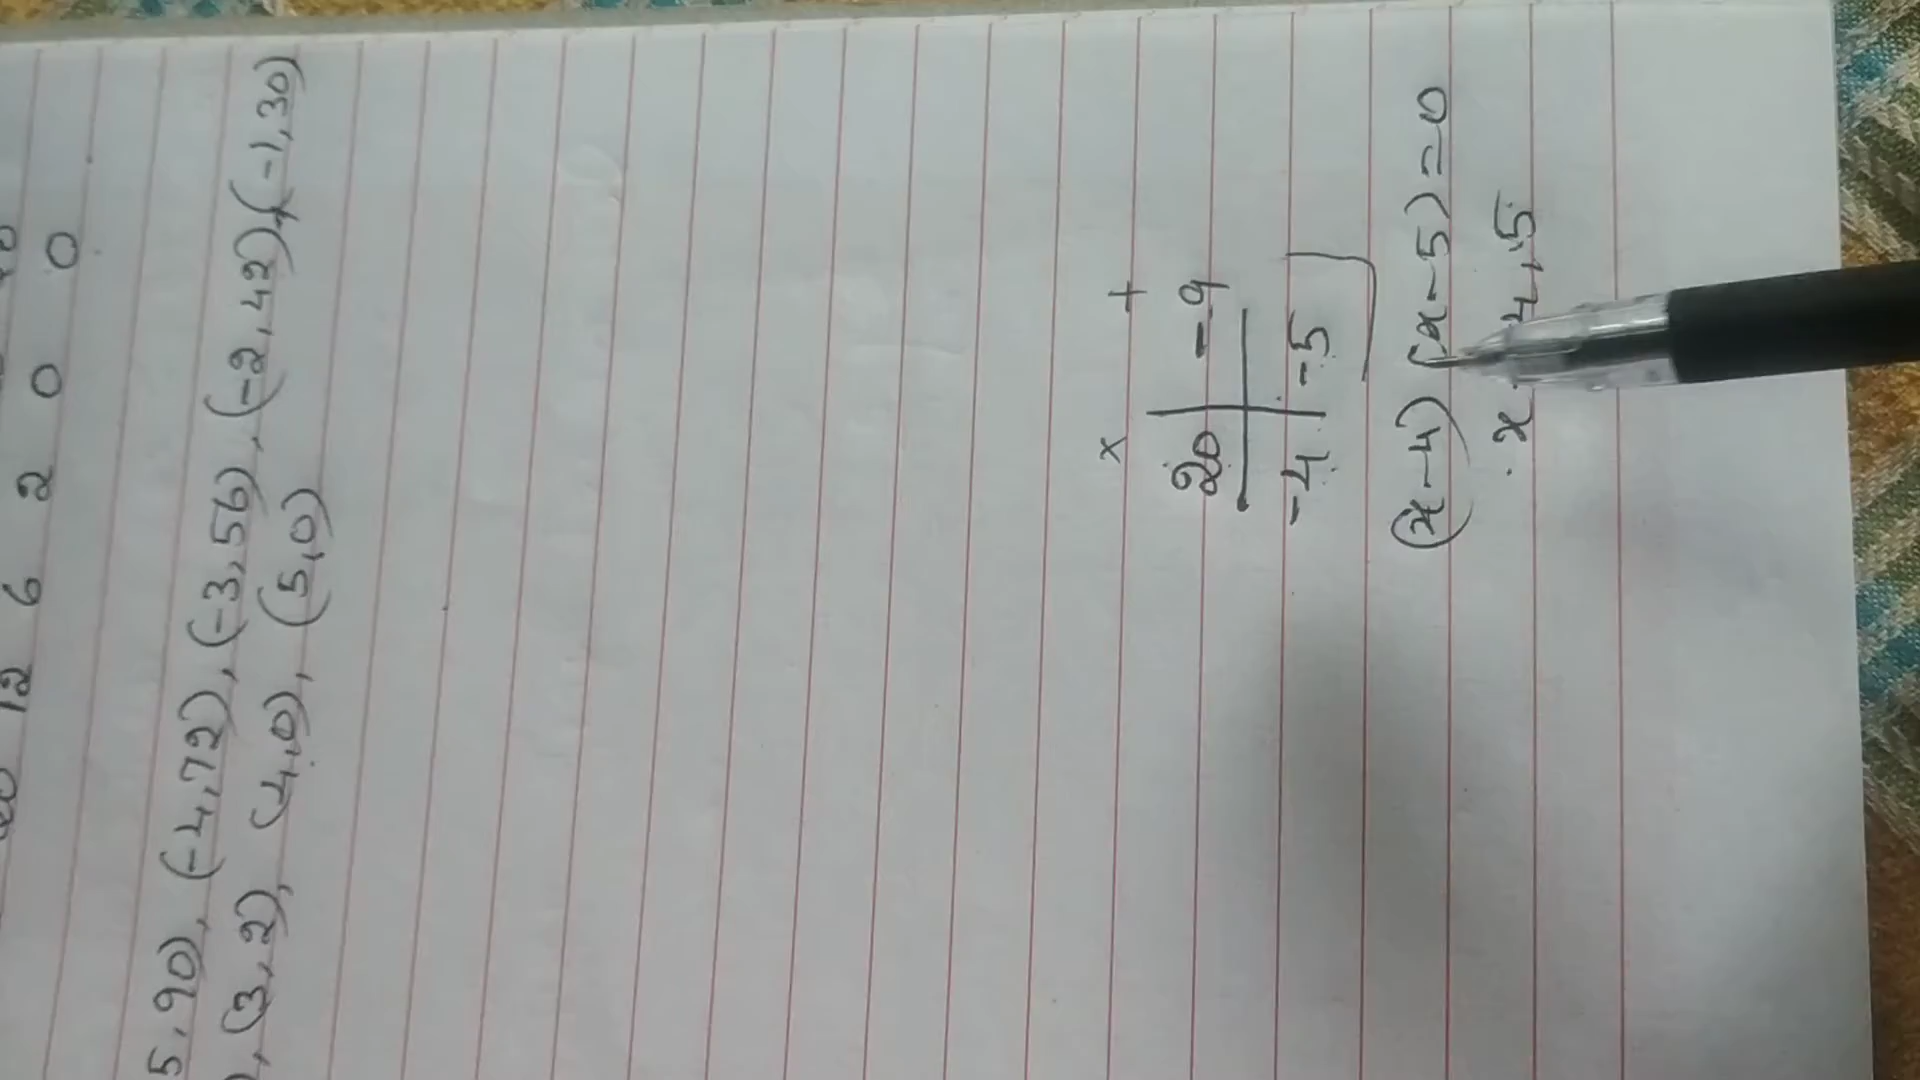 12 6 2 0 0
5, 90), (-4, 72), (-3, 56), (-2, 42), (-1, 30)
), (3, 2), (4, 0), (5, 0)
x +
20 -9
-4 -5
(x-4) (x-5) = 0
x 4, 5